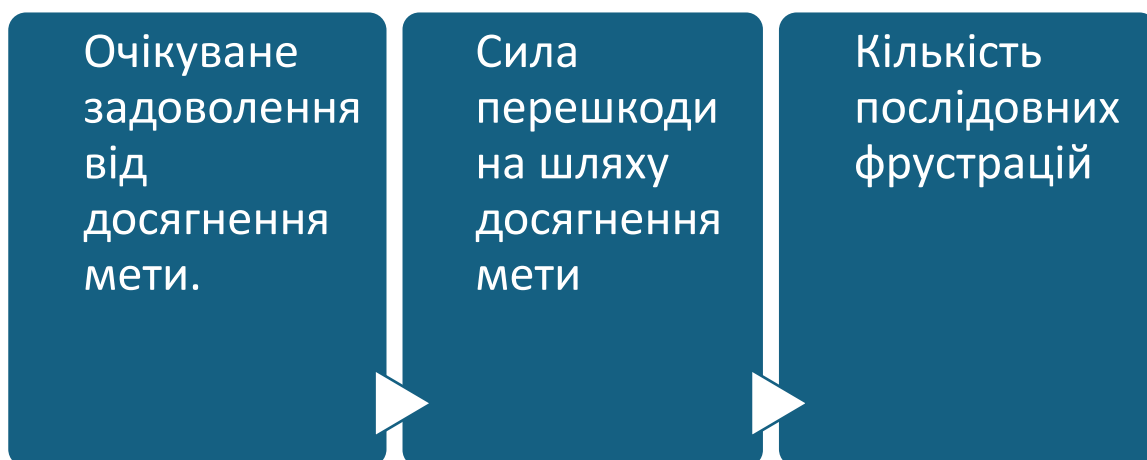 Очікуване
задоволення
від
досягнення
мети.
Сила
перешкоди
на шляху
досягнення
мети
Кількість
послідовних
фрустрацій